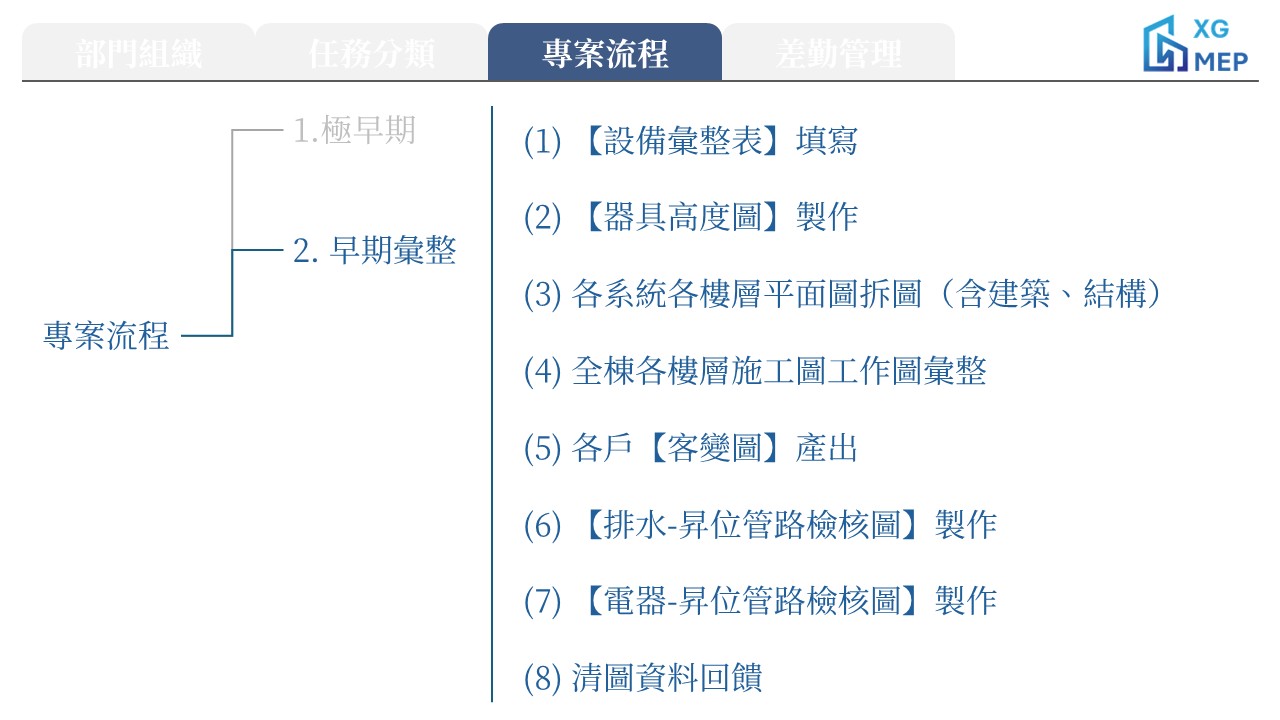 部門組織
任務分類
專案流程
差勤管理
XG
MEP
1.極早期
2. 早期彙整
專案流程
(1) 【設備彙整表】填寫
(2) 【器具高度圖】製作
(3) 各系統各樓層平面圖拆圖（含建築、結構）
(4) 全棟各樓層施工圖工作圖彙整
(5) 各戶【客變圖】產出
(6) 【排水-昇位管路檢核圖】製作
(7) 【電器-昇位管路檢核圖】製作
(8) 清圖資料回饋